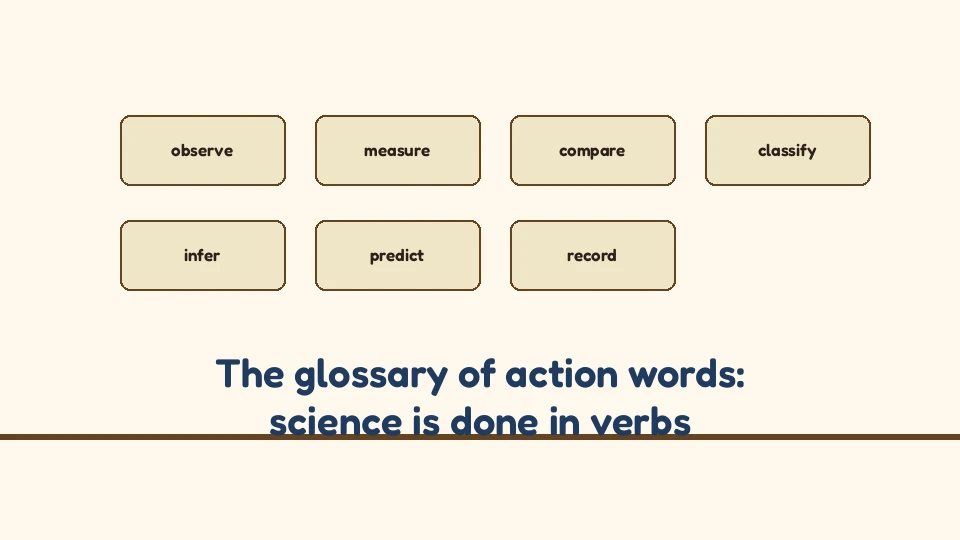 observe measure compare classify
infer predict record
The glossary of action words:
science is done in verbs